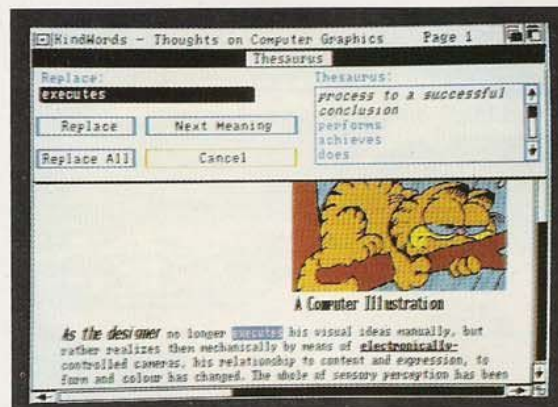 KindWords - Thoughts on Computer Graphics Page 1
Thesaurus
Replace:
executes
Replace
Next Meaning
Replace All
Cancel
Thesaurus:
process to a successful
conclusion
performs
achieves
does
A Computer Illustration
As the designer no longer executes his visual ideas manually, but
rather realizes them mechanically by means of electronically-
controlled cameras, his relationship to content and expression, to
form and colour has changed. The whole of sensory perception has been